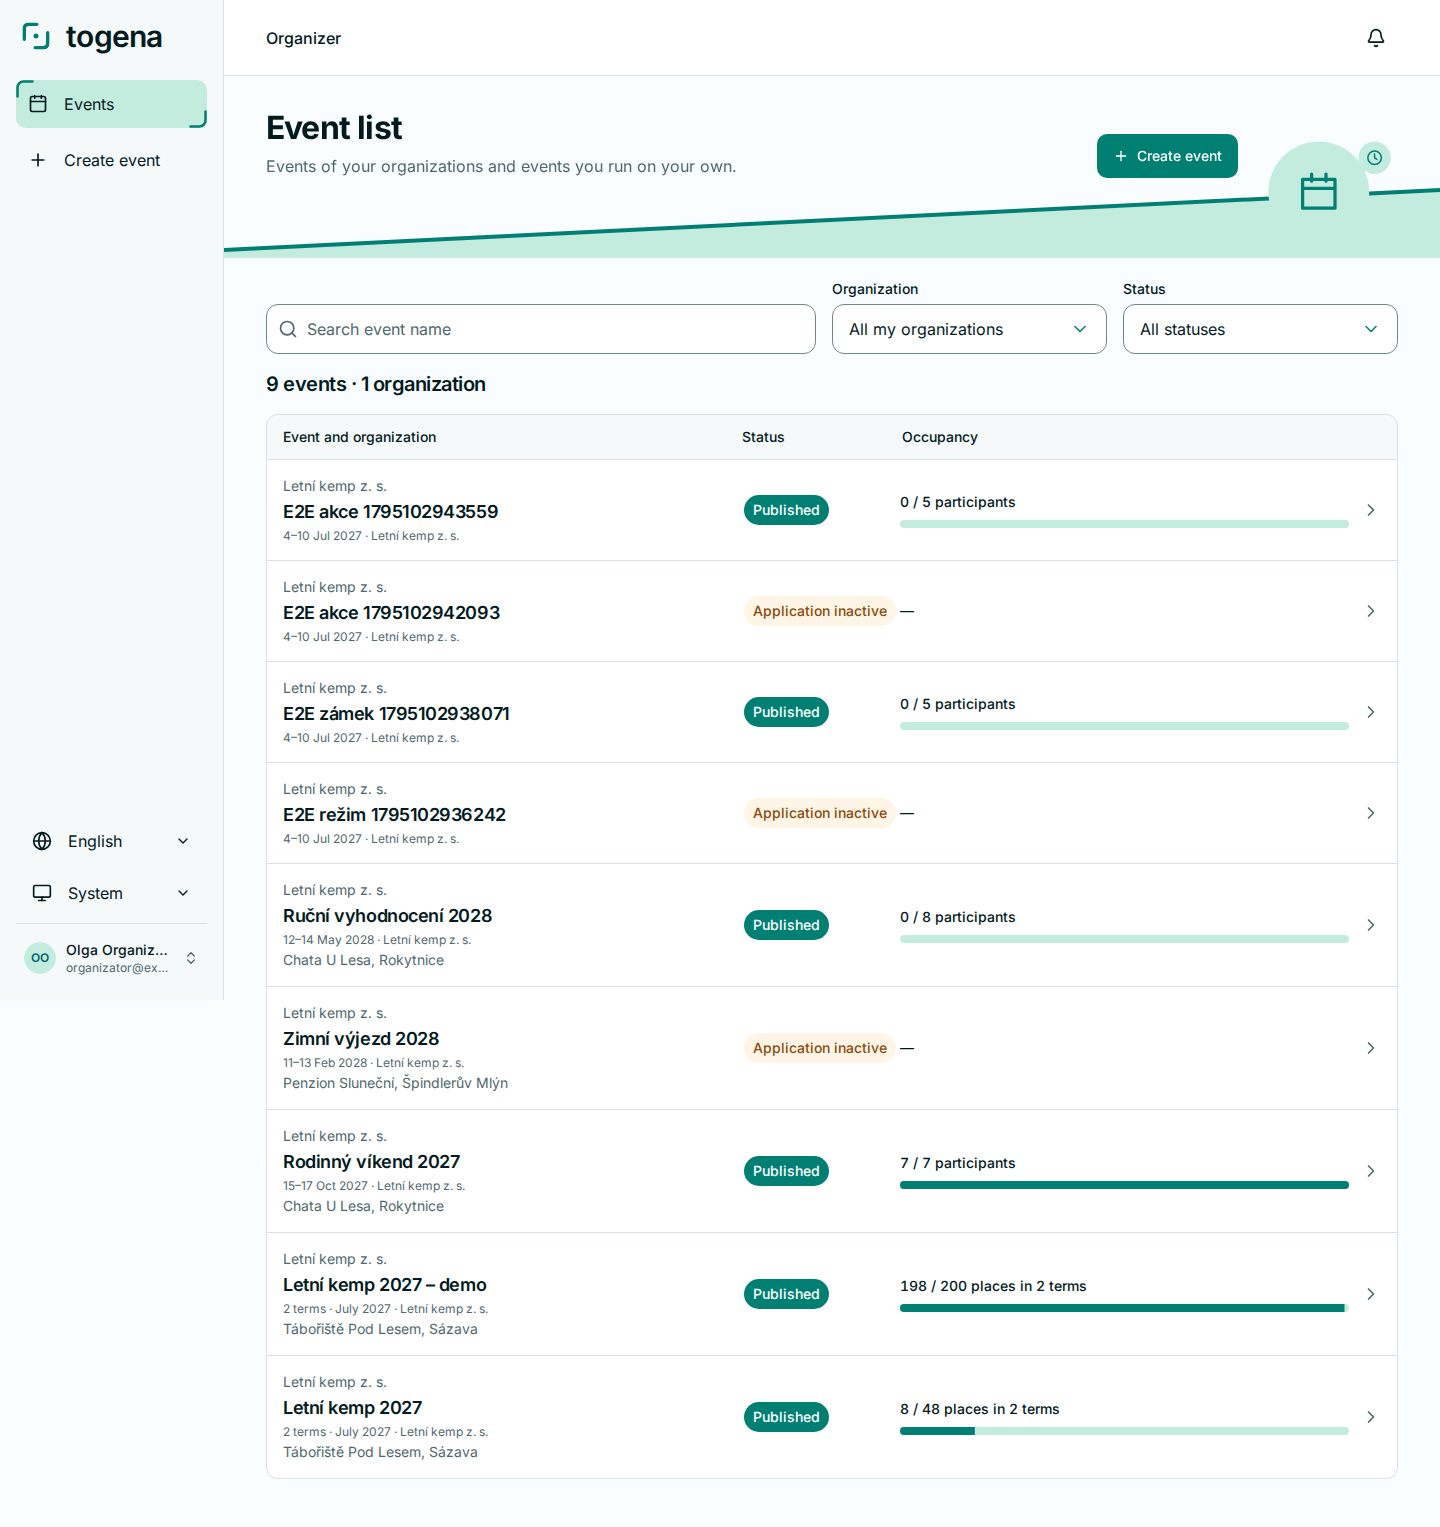 togena
Organizer
Events
Create event
Event list
Events of your organizations and events you run on your own.
Create event
Organization
Status
Search event name
All my organizations
All statuses
9 events · 1 organization
Event and organization
Status
Occupancy
Letní kemp z. s.
E2E akce 1795102943559
4–10 Jul 2027 · Letní kemp z. s.
Published
0 / 5 participants
Letní kemp z. s.
E2E akce 1795102942093
4–10 Jul 2027 · Letní kemp z. s.
Application inactive
—
Letní kemp z. s.
E2E zámek 1795102938071
4–10 Jul 2027 · Letní kemp z. s.
Published
0 / 5 participants
Letní kemp z. s.
E2E režim 1795102936242
4–10 Jul 2027 · Letní kemp z. s.
Application inactive
—
Letní kemp z. s.
Ruční vyhodnocení 2028
12–14 May 2028 · Letní kemp z. s.
Chata U Lesa, Rokytnice
Published
0 / 8 participants
Letní kemp z. s.
Zimní výjezd 2028
11–13 Feb 2028 · Letní kemp z. s.
Penzion Sluneční, Špindlerův Mlýn
Application inactive
—
Letní kemp z. s.
Rodinný víkend 2027
15–17 Oct 2027 · Letní kemp z. s.
Chata U Lesa, Rokytnice
Published
7 / 7 participants
Letní kemp z. s.
Letní kemp 2027 – demo
2 terms · July 2027 · Letní kemp z. s.
Tábořiště Pod Lesem, Sázava
Published
198 / 200 places in 2 terms
Letní kemp z. s.
Letní kemp 2027
2 terms · July 2027 · Letní kemp z. s.
Tábořiště Pod Lesem, Sázava
Published
8 / 48 places in 2 terms
English
System
OO
Olga Organiz...
organizator@ex...